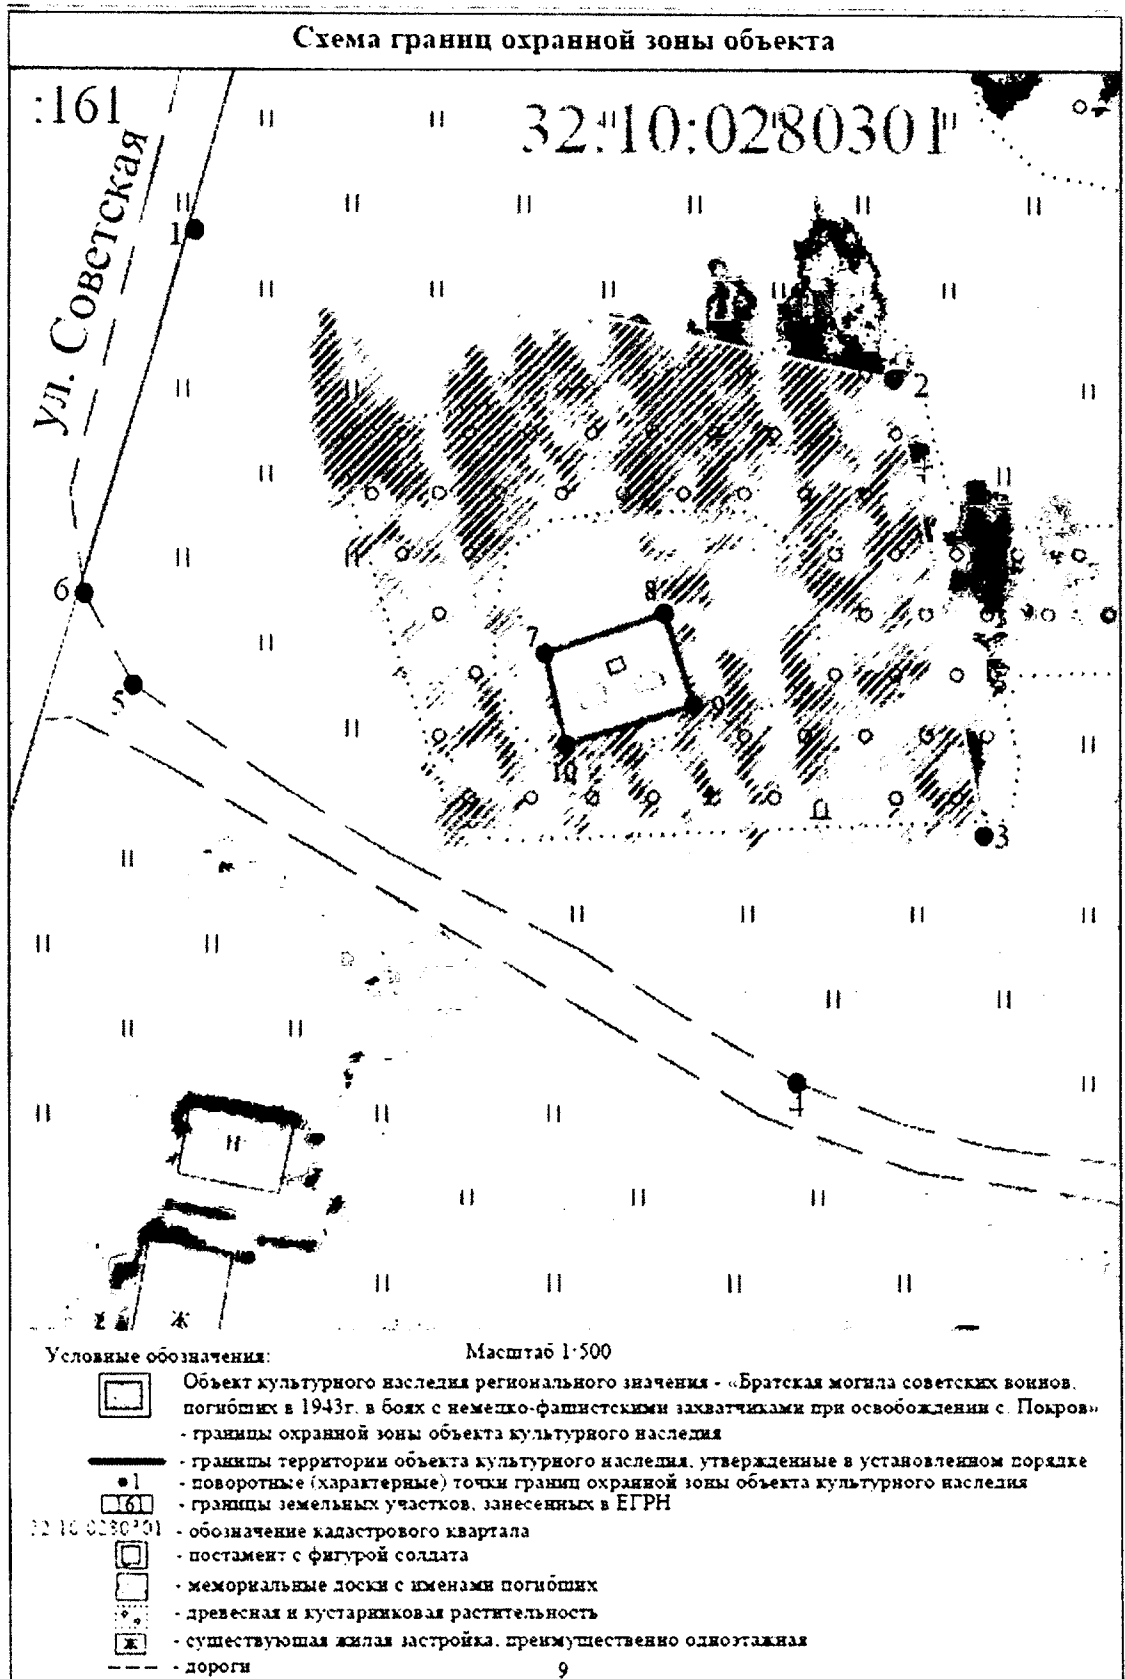 Схема границ охранной зоны объекта
:161
32:10:0280301
ул. Советская
1
2
6
8
7
5
9
10
3
4
ж
Условные обозначения:
Масштаб 1:500
Объект культурного наследия регионального значения - «Братская могила советских воинов,
погибших в 1943г. в боях с немецко-фашистскими захватчиками при освобождении с. Покров»
- границы охранной зоны объекта культурного наследия
- границы территории объекта культурного наследия, утвержденные в установленном порядке
1 - поворотные (характерные) точки границ охранной зоны объекта культурного наследия
161 - границы земельных участков, занесенных в ЕГРН
32:10:0280301 - обозначение кадастрового квартала
- постамент с фигурой солдата
- мемориальные доски с именами погибших
- древесная и кустарниковая растительность
ж - существующая жилая застройка, преимущественно одноэтажная
- дороги
9